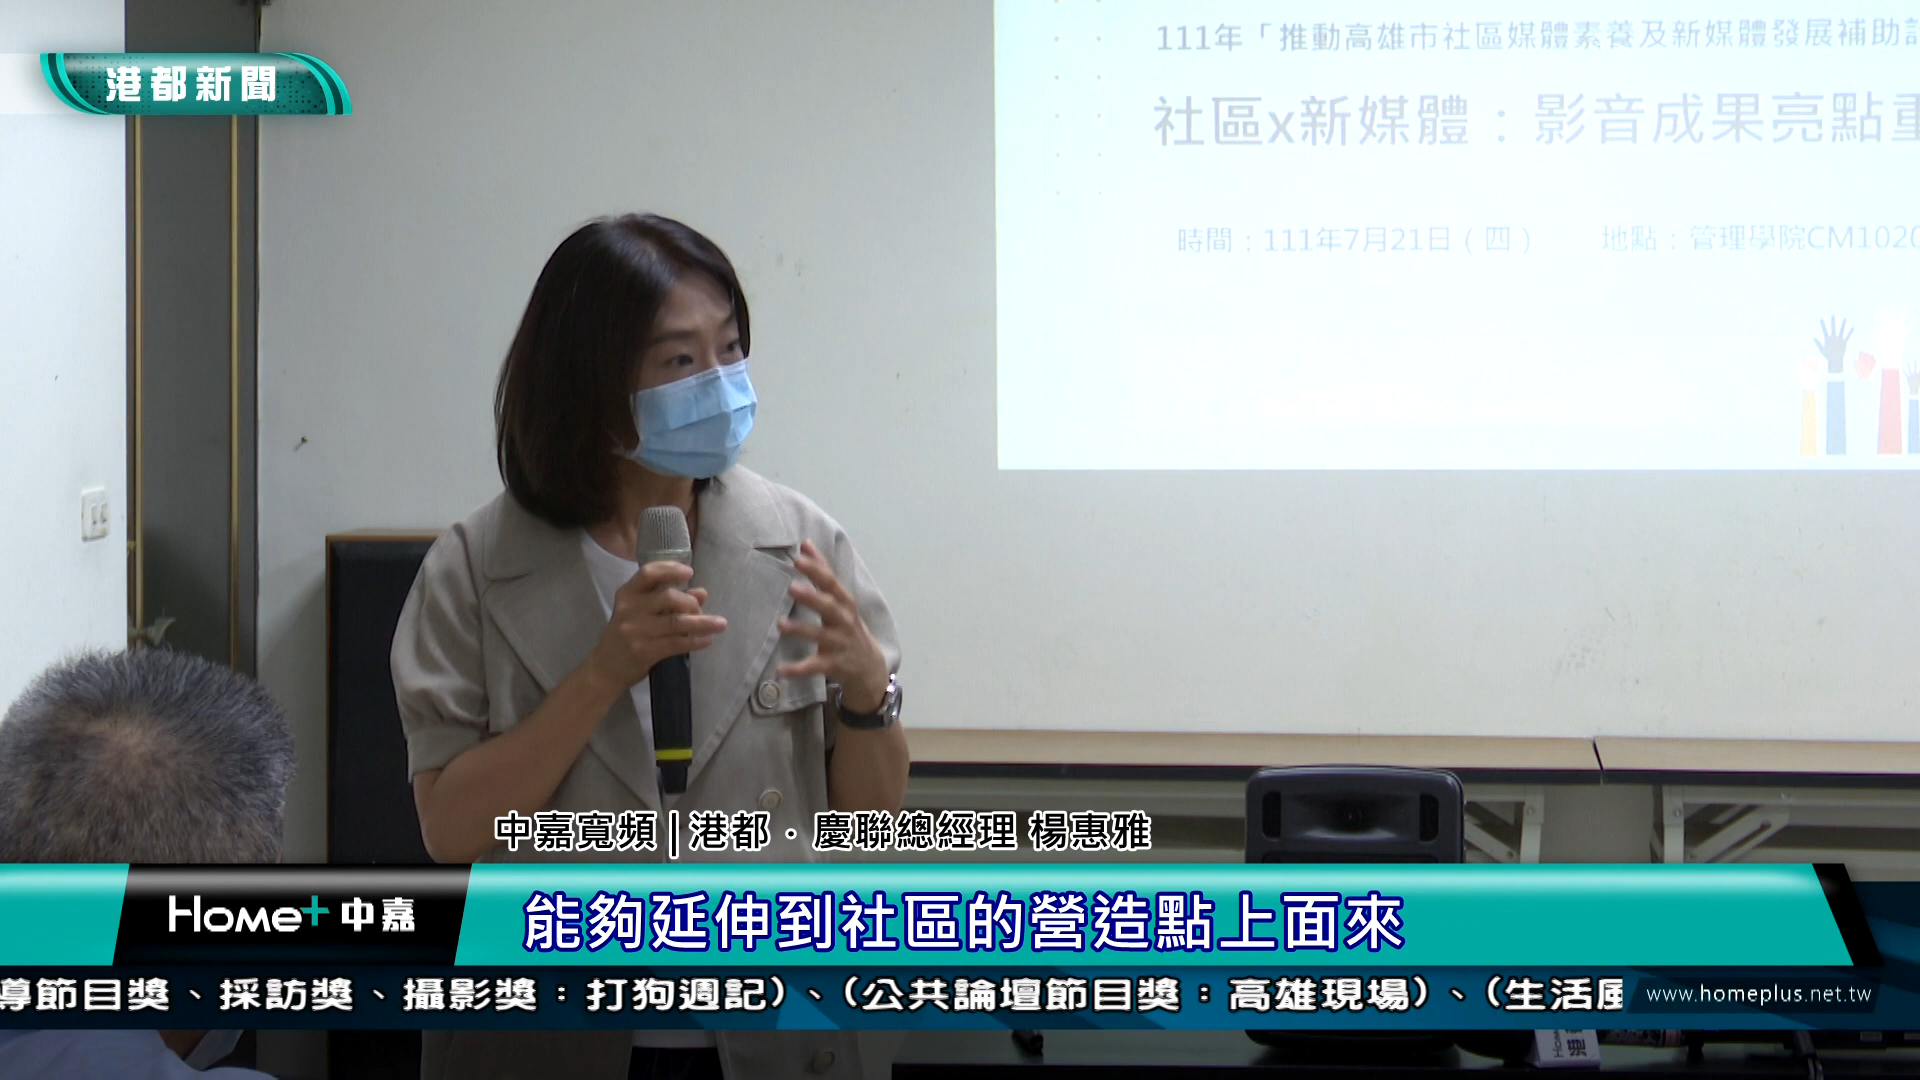 港都新聞
111年「推動高雄市社區媒體素養及新媒體發展補助
社區x新媒體：影音成果亮點
時間：111年7月21日（四）
地點：管理學院CM1020
中嘉寬頻|港都．慶聯總經理 楊惠雅
Home+中嘉
能夠延伸到社區的營造點上面來
導節目獎、採訪獎、攝影獎：打狗週記）、（公共論壇節目獎：高雄現場）、（生活
www.homeplus.net.tw